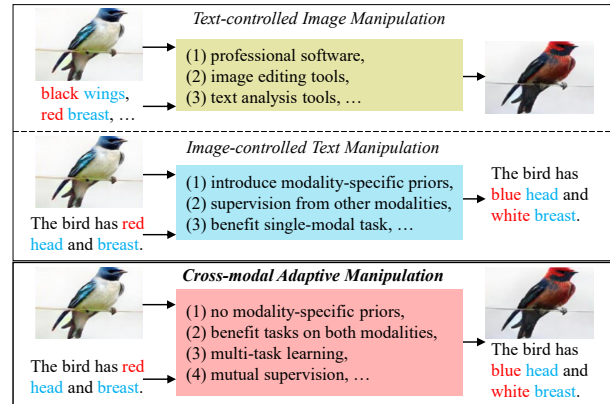 Text-controlled Image Manipulation
black wings,
red breast, …
(1) professional software,
(2) image editing tools,
(3) text analysis tools, …
Image-controlled Text Manipulation
The bird has red
head and breast.
(1) introduce modality-specific priors,
(2) supervision from other modalities,
(3) benefit single-modal task, …
The bird has
blue head and
white breast.
Cross-modal Adaptive Manipulation
The bird has red
head and breast.
(1) no modality-specific priors,
(2) benefit tasks on both modalities,
(3) multi-task learning,
(4) mutual supervision, …
The bird has
blue head and
white breast.